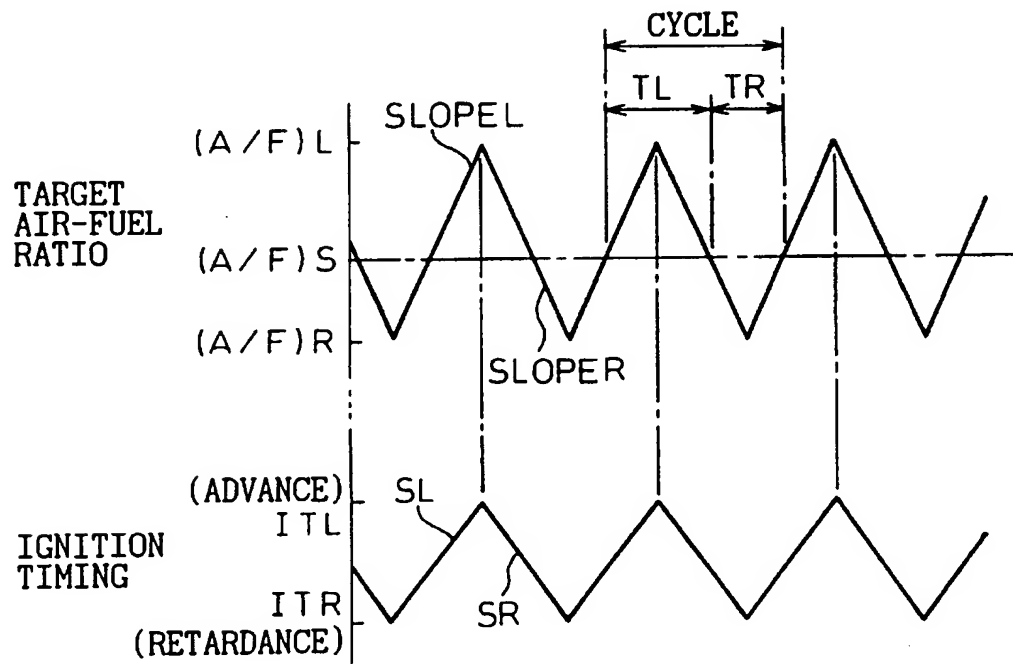 CYCLE
TL
TR
SLOPEL
(A/F)L
TARGET
AIR-FUEL
RATIO
(A/F)S
(A/F)R
SLOPER
(ADVANCE)
ITL
SL
IGNITION
TIMING
SR
ITR
(RETARDANCE)